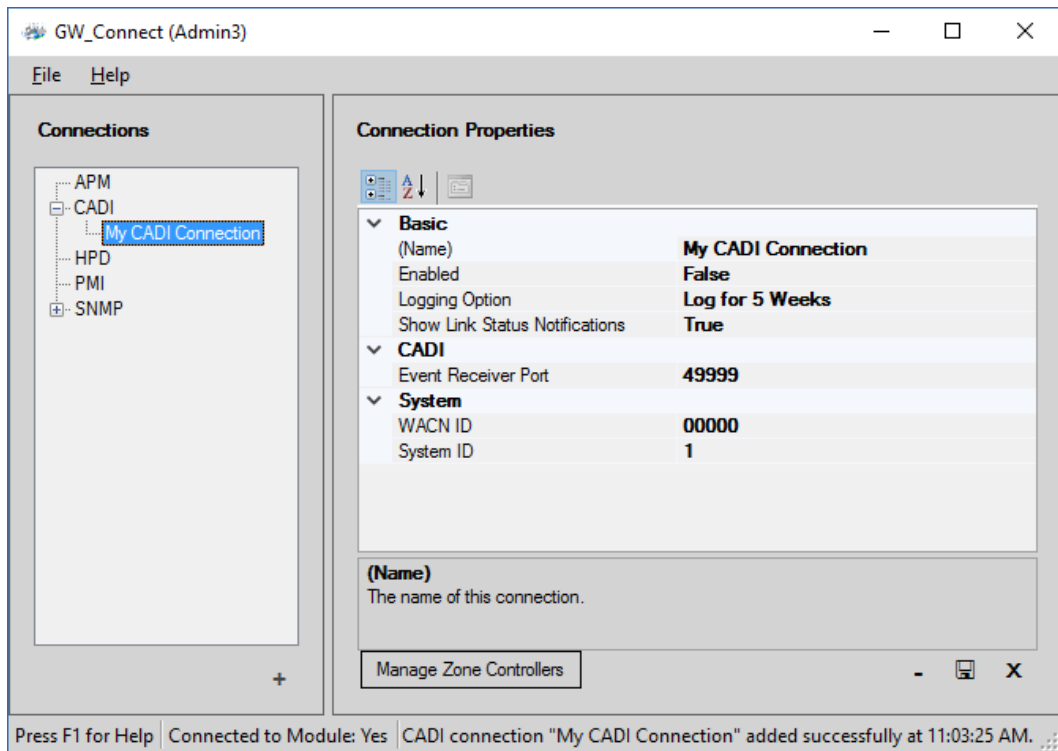 GW_Connect (Admin3)
File Help
Connections
APM
CADI
My CADI Connection
HPD
PMI
SNMP
+
Connection Properties
Basic
(Name) My CADI Connection
Enabled False
Logging Option Log for 5 Weeks
Show Link Status Notifications True
CADI
Event Receiver Port 49999
System
WACN ID 00000
System ID 1
(Name)
The name of this connection.
Manage Zone Controllers
- X
Press F1 for Help Connected to Module: Yes CADI connection "My CADI Connection" added successfully at 11:03:25 AM.